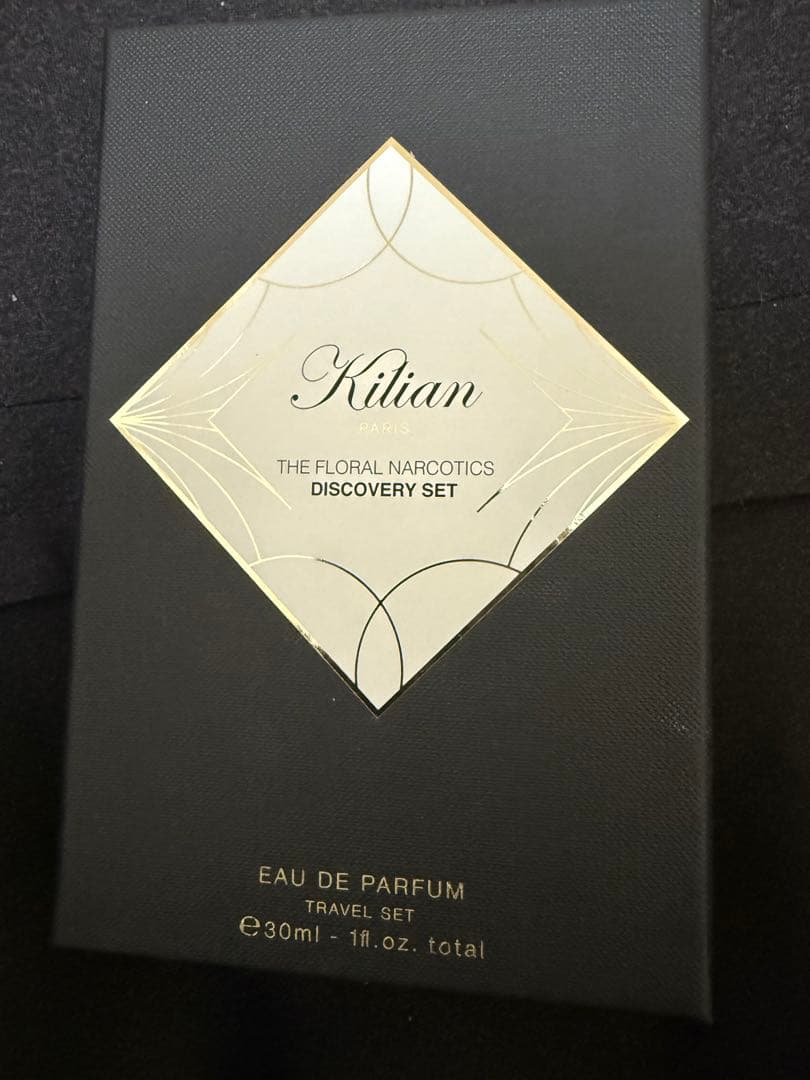 Kilian
PARIS
THE FLORAL NARCOTICS
DISCOVERY SET
EAU DE PARFUM
TRAVEL SET
℮30ml - 1fl.oz. total